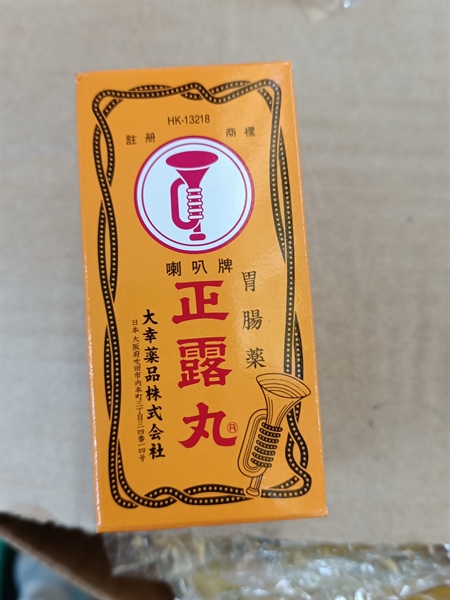 HK-13218
註冊 商標
喇叭牌
胃腸薬
正露丸®
大幸薬品株式会社
日本大阪府吹田市内本町三丁目三四番一四号